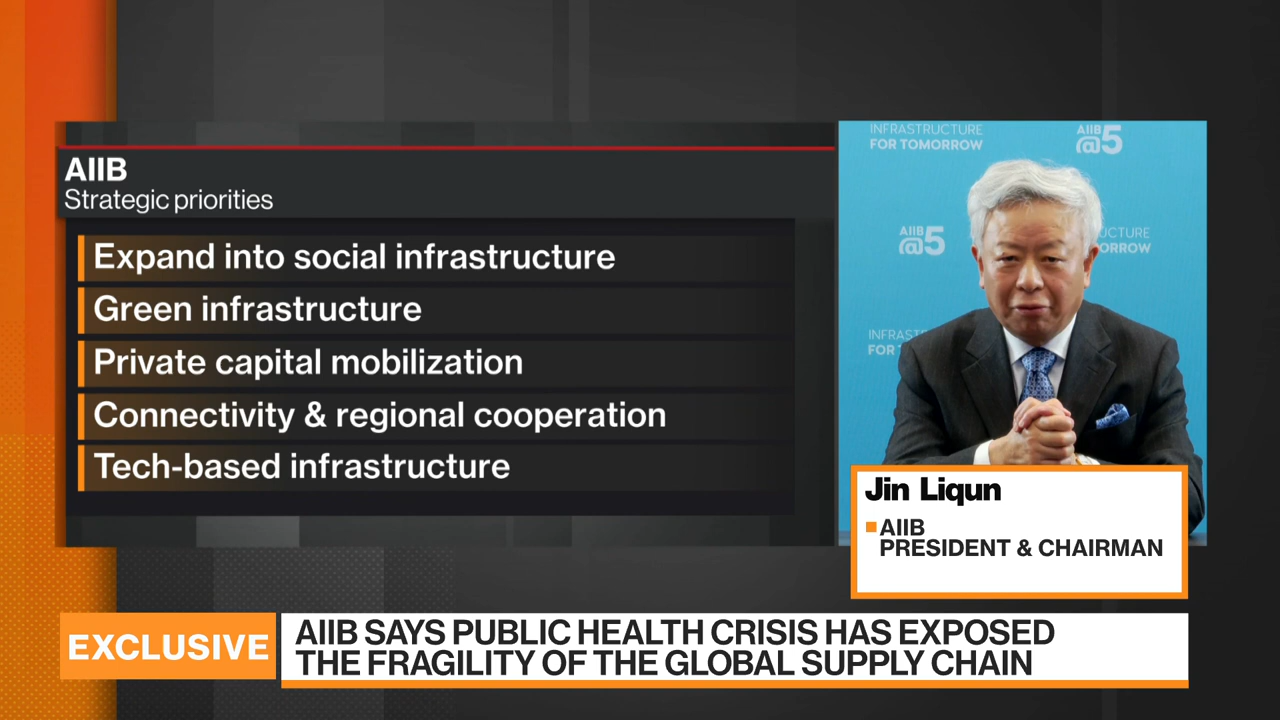 AIIB
Strategic priorities
Expand into social infrastructure
Green infrastructure
Private capital mobilization
Connectivity & regional cooperation
Tech-based infrastructure
INFRASTRUCTURE
FOR TOMORROW
AIIB
@5
AIIB
@5
Jin Liqun
AIIB
PRESIDENT & CHAIRMAN
EXCLUSIVE
AIIB SAYS PUBLIC HEALTH CRISIS HAS EXPOSED
THE FRAGILITY OF THE GLOBAL SUPPLY CHAIN